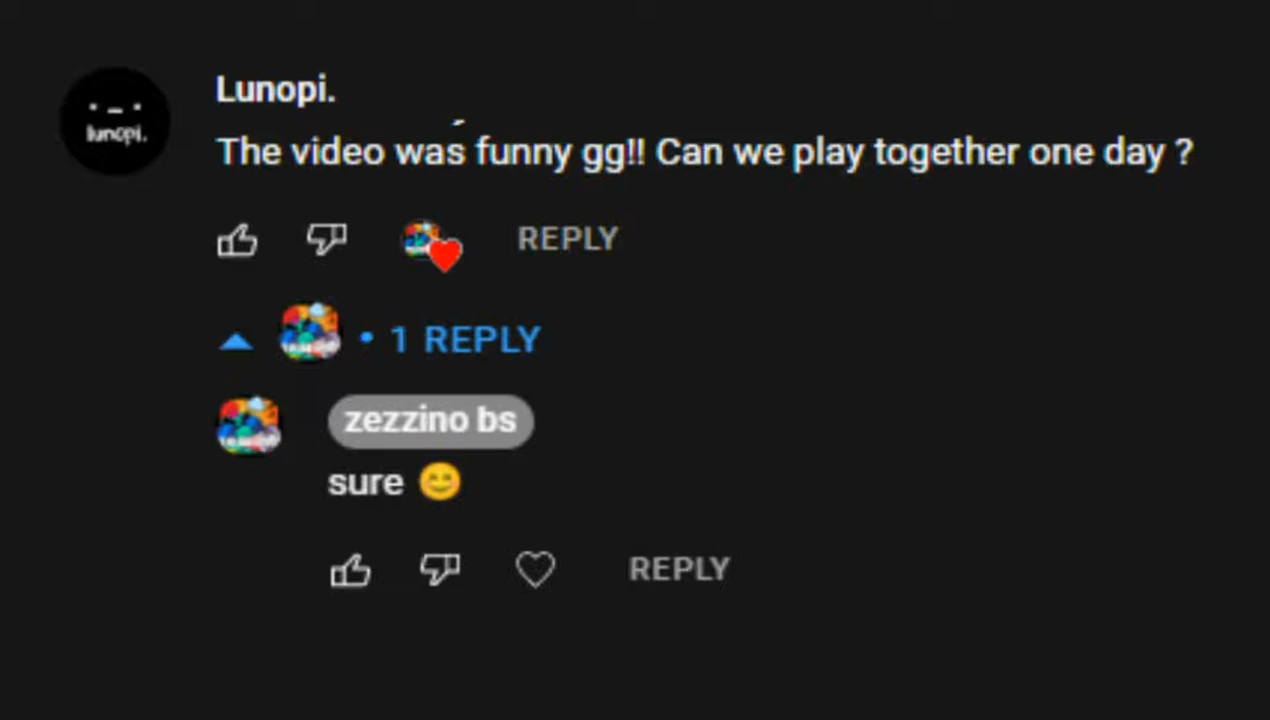 Lunopi.
lunopi.
The video was funny gg!! Can we play together one day ?
REPLY
• 1 REPLY
zezzino bs
sure 😊
REPLY